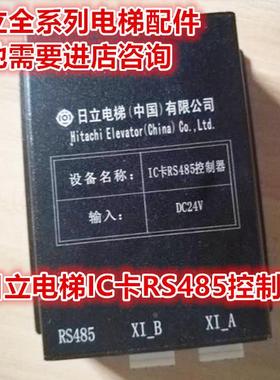 立全系列电梯配件
他需要进店咨询
日立电梯(中国)有限公司
Hitachi Elevator(China) Co.,Ltd.
设备名称: IC卡RS485控制器
输入: DC24V
日立电梯IC卡RS485控制
RS485 XI_B XI_A